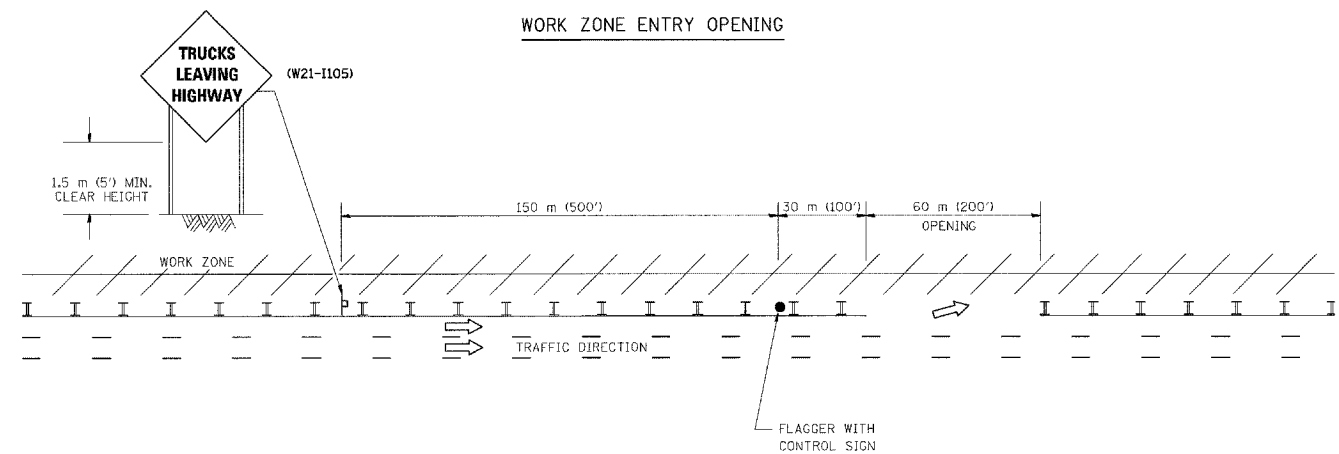 WORK ZONE ENTRY OPENING
TRUCKS
LEAVING
HIGHWAY
(W21-I105)
1.5 m (5') MIN.
CLEAR HEIGHT
150 m (500')
30 m (100')
60 m (200')
OPENING
WORK ZONE
TRAFFIC DIRECTION
FLAGGER WITH
CONTROL SIGN